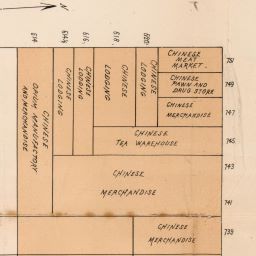 N
614
614½
616
618
620
CHINESE
OPIUM MANUFACTORY
AND MERCHANDISE
CHINESE
LODGING
CHINESE
LODGING
CHINESE
LODGING
CHINESE
LODGING
CHINESE
MEAT
MARKET.
751
CHINESE
PAWN AND
DRUG STORE
749
CHINESE
MERCHANDISE
747
CHINESE
TEA WAREHOUSE
745
743
CHINESE
MERCHANDISE
741
CHINESE
MERCHANDISE
739